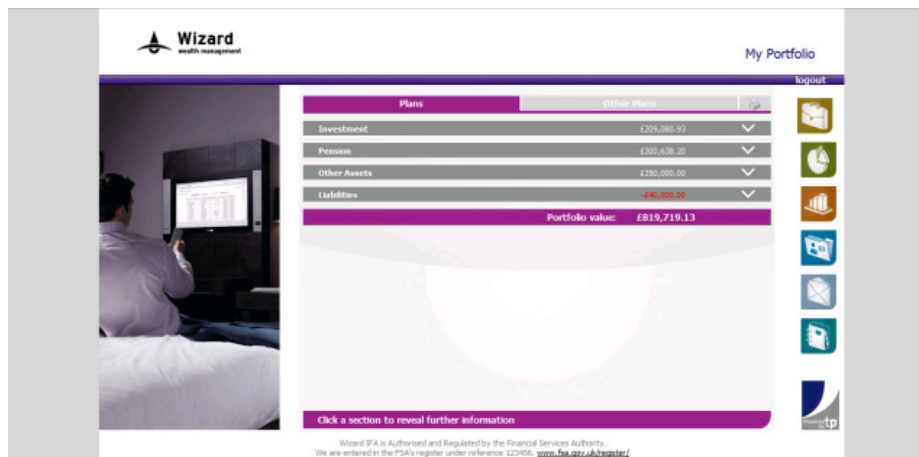 Wizard
wealth management
My Portfolio
logout
Plans
Other Plans
Investment £209,080.93
Pension £300,638.20
Other Assets £350,000.00
Liabilities -£40,000.00
Portfolio value: £819,719.13
Click a section to reveal further information
Powered by tp
Wizard IFA is Authorised and Regulated by the Financial Services Authority.
We are entered in the FSA's register under reference 123456. www.fsa.gov.uk/register/